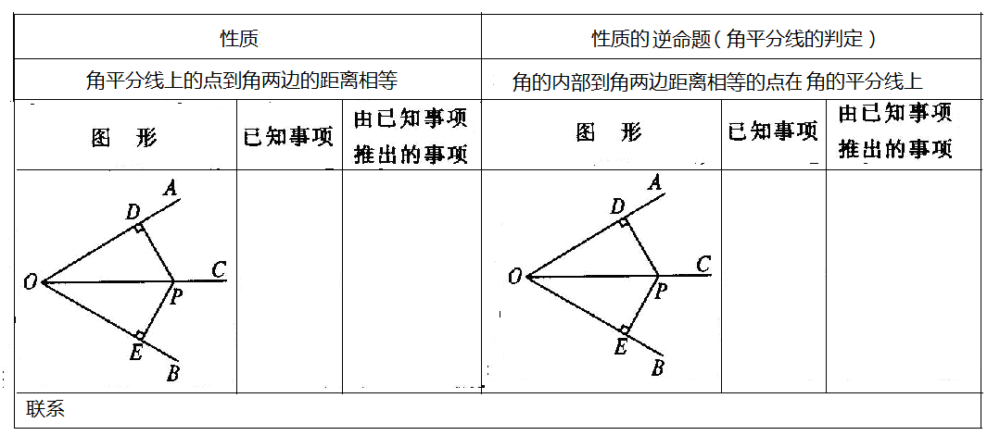 性质
性质的逆命题（角平分线的判定）
角平分线上的点到角两边的距离相等
角的内部到角两边距离相等的点在角的平分线上
图 形
已知事项
由已知事项
推出的事项
图 形
已知事项
由已知事项
推出的事项
A
D
O
C
P
E
B
A
D
O
C
P
E
B
联系